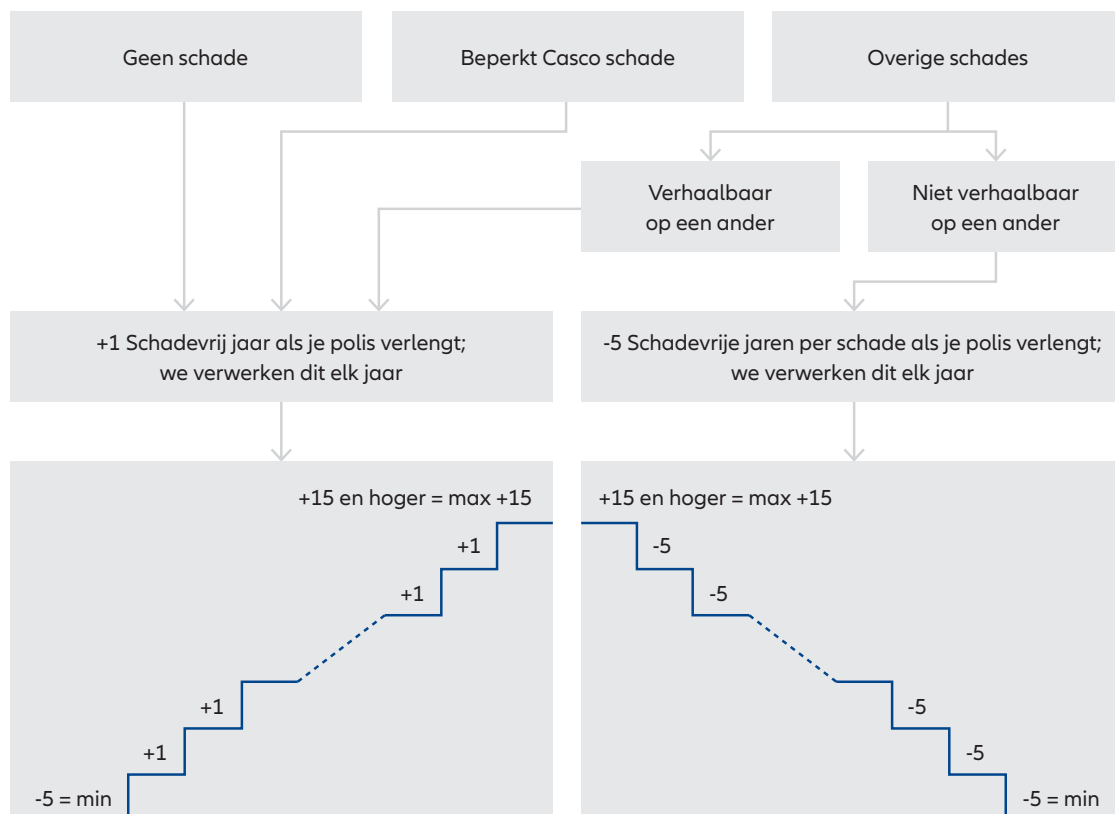 Geen schade
Beperkt Casco schade
Overige schades
Verhaalbaar
op een ander
Niet verhaalbaar
op een ander
+1 Schadevrij jaar als je polis verlengt;
we verwerken dit elk jaar
-5 Schadevrije jaren per schade als je polis verlengt;
we verwerken dit elk jaar
+15 en hoger = max +15
+1
+1
+1
+1
-5 = min
+15 en hoger = max +15
-5
-5
-5
-5
-5 = min